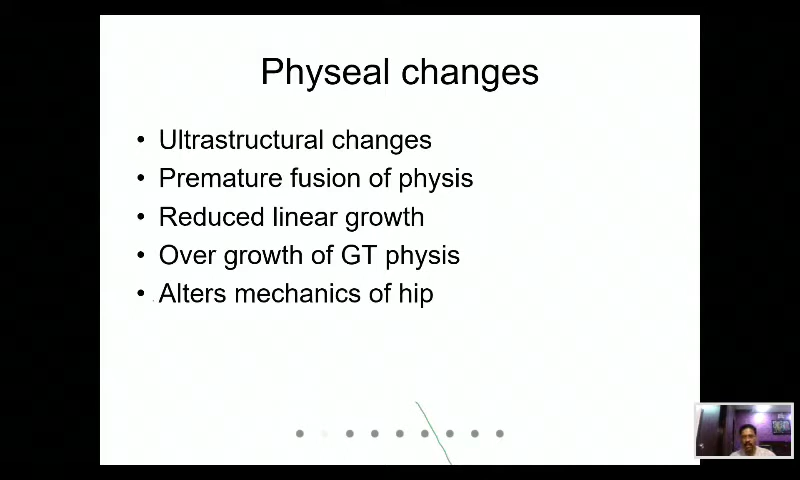 Physeal changes
• Ultrastructural changes
• Premature fusion of physis
• Reduced linear growth
• Over growth of GT physis
• Alters mechanics of hip